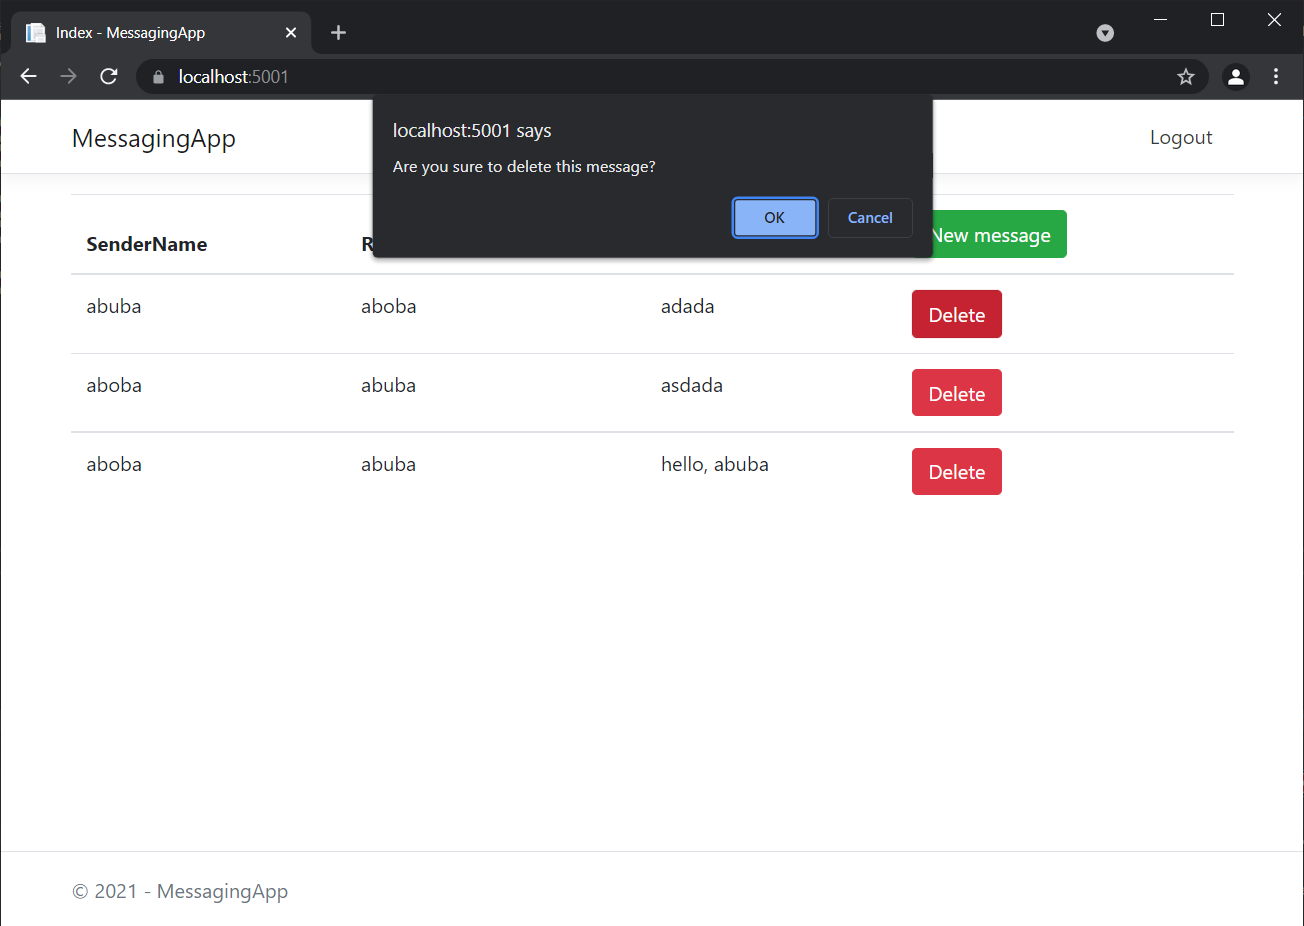 Index - MessagingApp
localhost:5001
MessagingApp
Logout
localhost:5001 says
Are you sure to delete this message?
OK Cancel
SenderName R New message
abuba aboba adada Delete
aboba abuba asdada Delete
aboba abuba hello, abuba Delete
© 2021 - MessagingApp